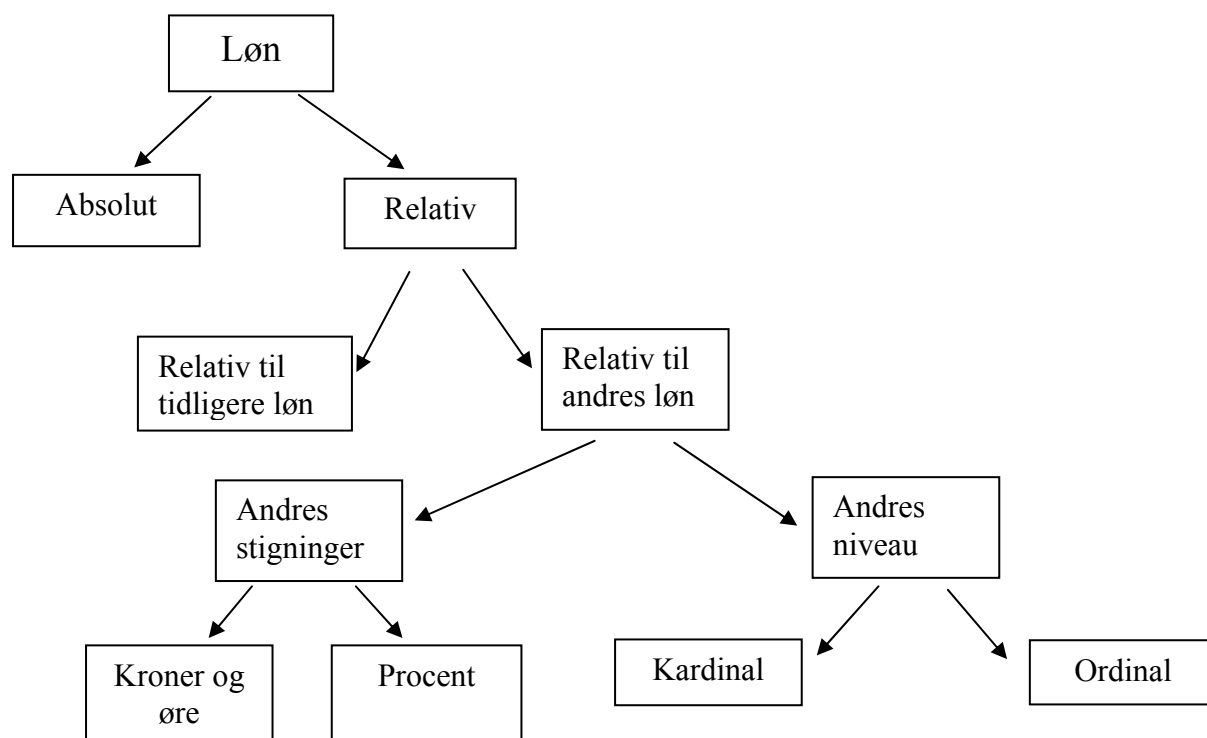 Løn
Absolut
Relativ
Relativ til
tidligere løn
Relativ til
andres løn
Andres
stigninger
Andres
niveau
Kroner og
øre
Procent
Kardinal
Ordinal